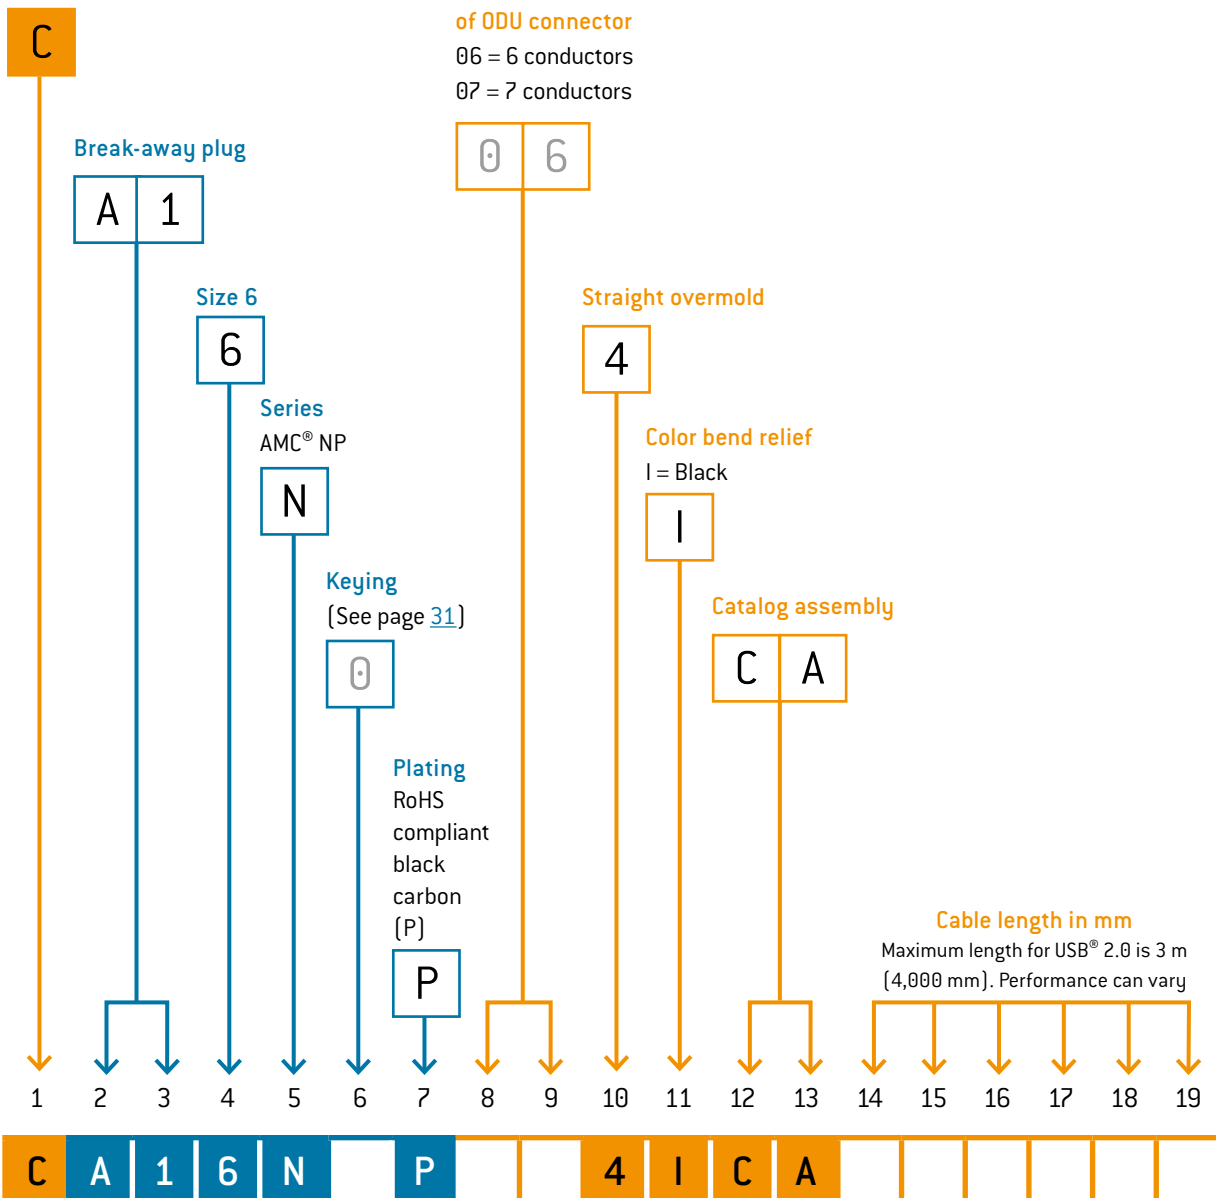 C
of ODU connector
06 = 6 conductors
07 = 7 conductors
0 6
Break-away plug
A 1
Size 6
6
Straight overmold
4
Series
AMC® NP
N
Color bend relief
I = Black
I
Keying
(See page 31)
0
Catalog assembly
C A
Plating
RoHS
compliant
black
carbon
(P)
P
Cable length in mm
Maximum length for USB® 2.0 is 3 m
(4,000 mm). Performance can vary
1 2 3 4 5 6 7 8 9 10 11 12 13 14 15 16 17 18 19
C A 1 6 N P 4 I C A